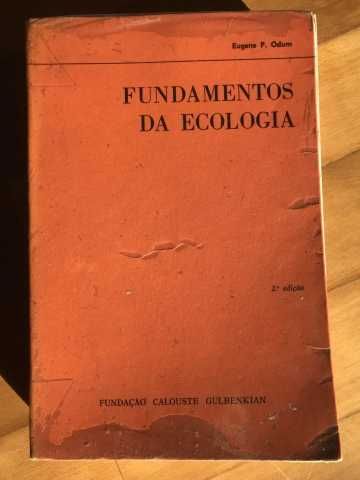 Eugene P. Odum
FUNDAMENTOS
DA ECOLOGIA
2.ª edição
FUNDAÇÃO CALOUSTE GULBENKIAN